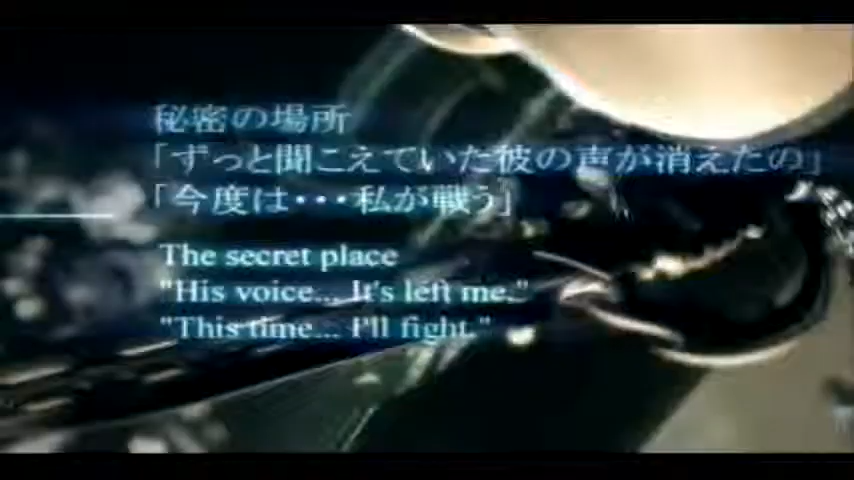 秘密の場所
「ずっと聞こえていた彼の声が消えたの」
「今度は・・・私が戦う」
The secret place
"His voice... It's left me."
"This time... I'll fight."